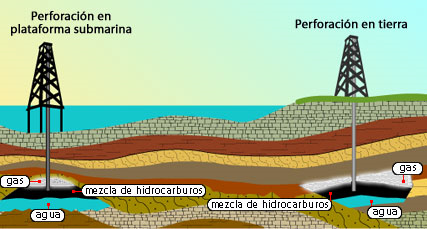 Perforación en
plataforma submarina
Perforación en tierra
gas
mezcla de hidrocarburos
agua
gas
mezcla de hidrocarburos
agua